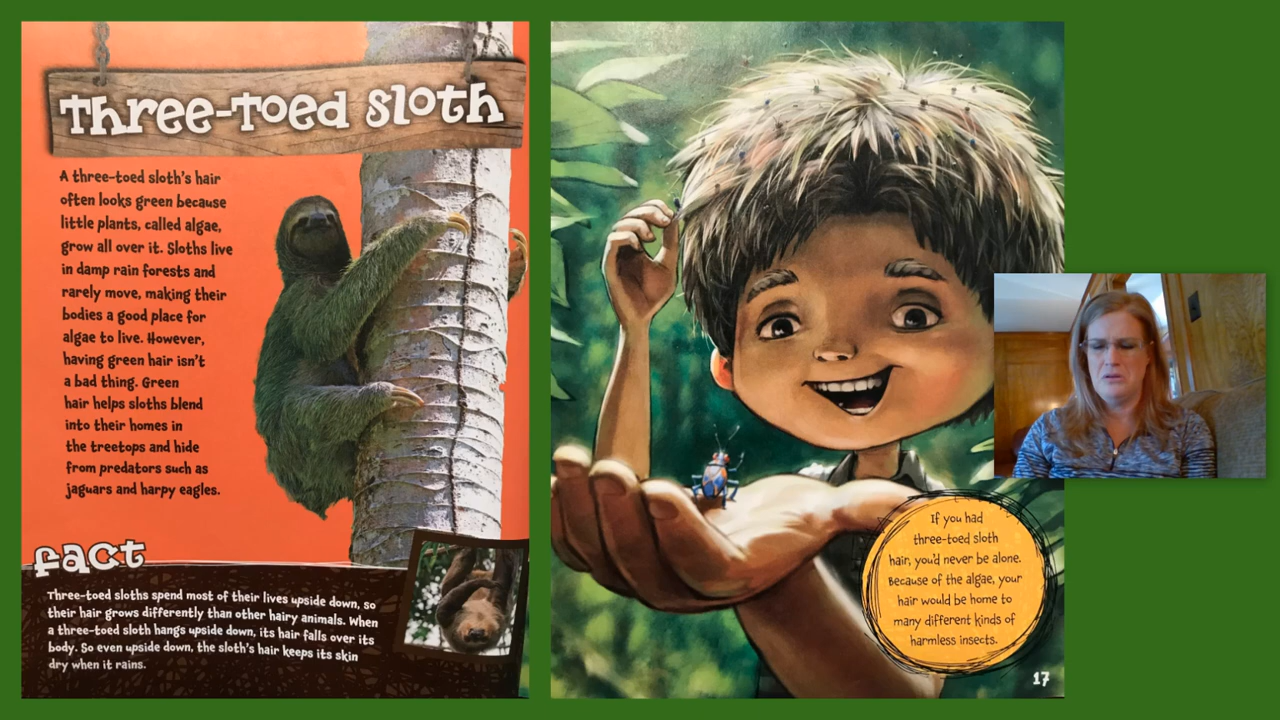 Three-Toed Sloth
A three-toed sloth's hair
often looks green because
little plants, called algae,
grow all over it. Sloths live
in damp rain forests and
rarely move, making their
bodies a good place for
algae to live. However,
having green hair isn't
a bad thing. Green
hair helps sloths blend
into their homes in
the treetops and hide
from predators such as
jaguars and harpy eagles.
fact
Three-toed sloths spend most of their lives upside down, so
their hair grows differently than other hairy animals. When
a three-toed sloth hangs upside down, its hair falls over its
body. So even upside down, the sloth's hair keeps its skin
dry when it rains.
If you had
three-toed sloth
hair, you'd never be alone.
Because of the algae, your
hair would be home to
many different kinds of
harmless insects.
17